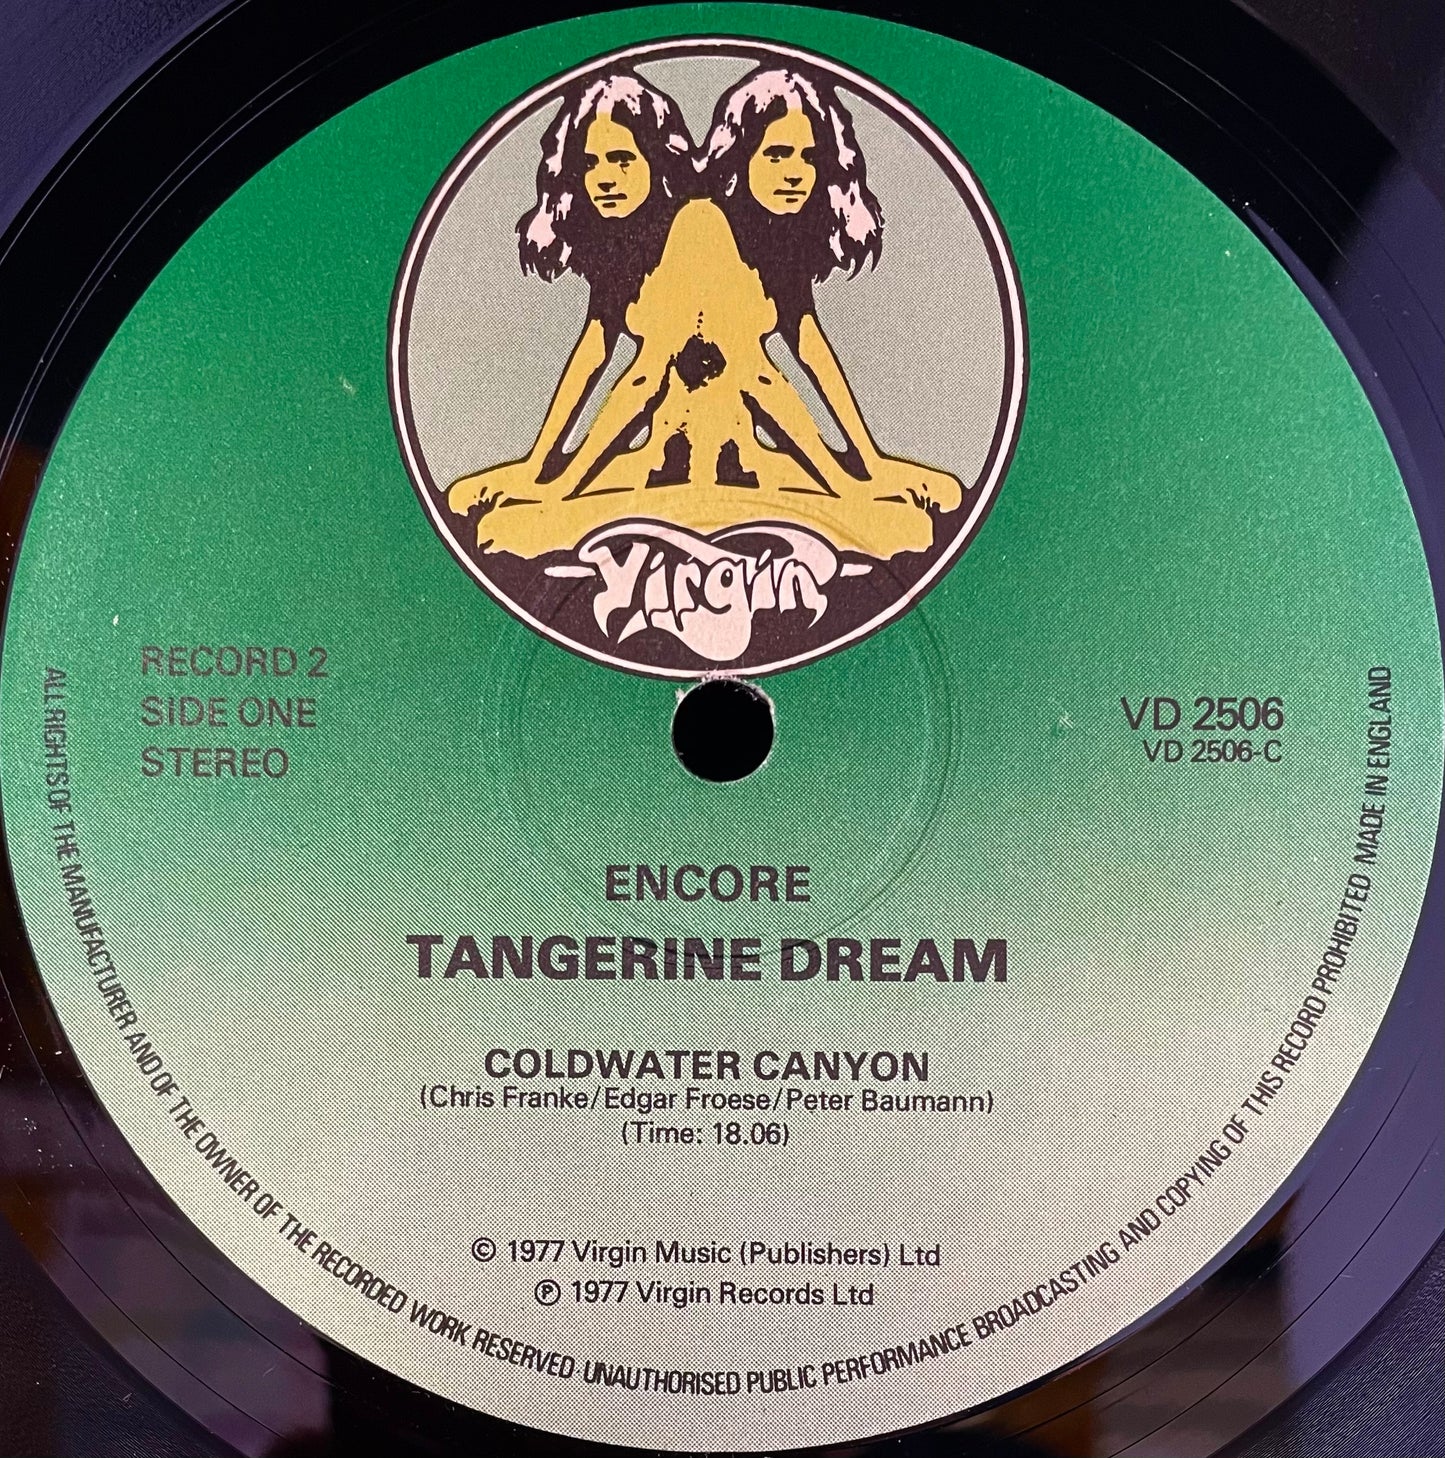 Virgin
RECORD 2
SIDE ONE
STEREO
VD 2506
VD 2506-C
ENCORE
TANGERINE DREAM
COLDWATER CANYON
(Chris Franke/Edgar Froese/Peter Baumann)
(Time: 18.06)
© 1977 Virgin Music (Publishers) Ltd
℗ 1977 Virgin Records Ltd
ALL RIGHTS OF THE MANUFACTURER AND OF THE OWNER OF THE RECORDED WORK RESERVED · UNAUTHORISED PUBLIC PERFORMANCE BROADCASTING AND COPYING OF THIS RECORD PROHIBITED MADE IN ENGLAND